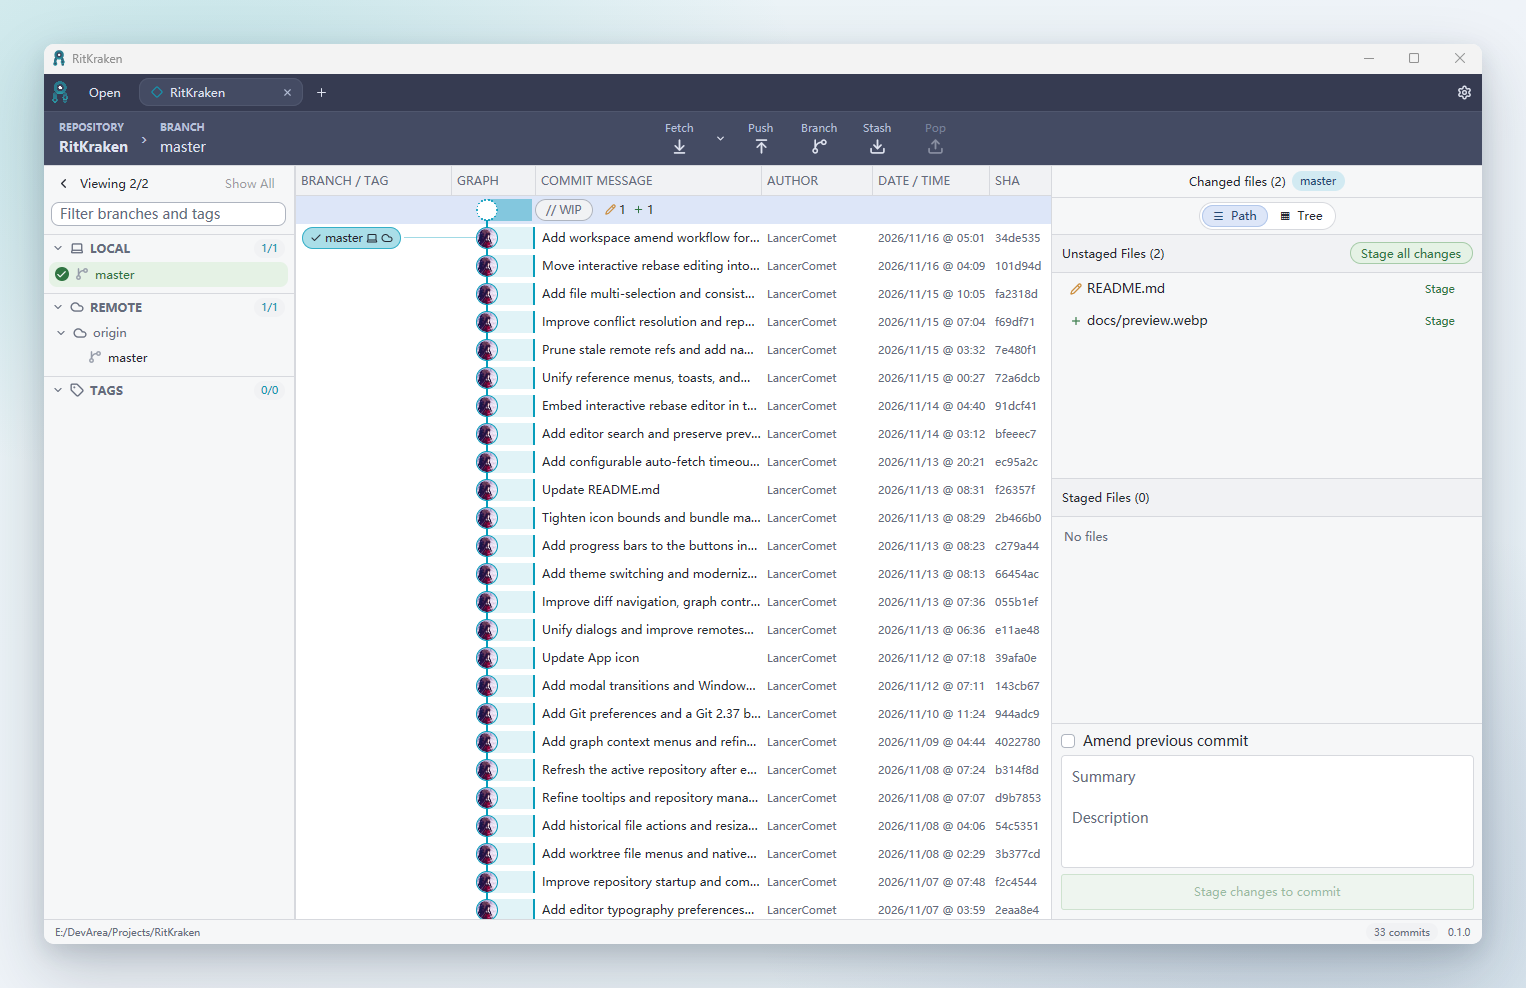 RitKraken
Open
RitKraken
REPOSITORY
RitKraken
BRANCH
master
Fetch
Push
Branch
Stash
Pop
Viewing 2/2
Show All
Filter branches and tags
LOCAL 1/1
master
REMOTE 1/1
origin
master
TAGS 0/0
BRANCH / TAG GRAPH COMMIT MESSAGE AUTHOR DATE / TIME SHA
// WIP 1 + 1
master Add workspace amend workflow for... LancerComet 2026/11/16 @ 05:01 34de535
Move interactive rebase editing into... LancerComet 2026/11/16 @ 04:09 101d94d
Add file multi-selection and consist... LancerComet 2026/11/15 @ 10:05 fa2318d
Improve conflict resolution and rep... LancerComet 2026/11/15 @ 07:04 f69df71
Prune stale remote refs and add na... LancerComet 2026/11/15 @ 03:32 7e480f1
Unify reference menus, toasts, and... LancerComet 2026/11/15 @ 00:27 72a6dcb
Embed interactive rebase editor in t... LancerComet 2026/11/14 @ 04:40 91dcf41
Add editor search and preserve prev... LancerComet 2026/11/14 @ 03:12 bfeeec7
Add configurable auto-fetch timeou... LancerComet 2026/11/13 @ 20:21 ec95a2c
Update README.md LancerComet 2026/11/13 @ 08:31 f26357f
Tighten icon bounds and bundle ma... LancerComet 2026/11/13 @ 08:29 2b466b0
Add progress bars to the buttons in... LancerComet 2026/11/13 @ 08:23 c279a44
Add theme switching and moderniz... LancerComet 2026/11/13 @ 08:13 66454ac
Improve diff navigation, graph contr... LancerComet 2026/11/13 @ 07:36 055b1ef
Unify dialogs and improve remotes... LancerComet 2026/11/13 @ 06:36 e11ae48
Update App icon LancerComet 2026/11/12 @ 07:18 39afa0e
Add modal transitions and Window... LancerComet 2026/11/12 @ 07:11 143cb67
Add Git preferences and a Git 2.37 b... LancerComet 2026/11/10 @ 11:24 944adc9
Add graph context menus and refin... LancerComet 2026/11/09 @ 04:44 4022780
Refresh the active repository after e... LancerComet 2026/11/08 @ 07:24 b314f8d
Refine tooltips and repository mana... LancerComet 2026/11/08 @ 07:07 d9b7853
Add historical file actions and resiza... LancerComet 2026/11/08 @ 04:06 54c5351
Add worktree file menus and native... LancerComet 2026/11/08 @ 02:29 3b377cd
Improve repository startup and com... LancerComet 2026/11/07 @ 07:48 f2c4544
Add editor typography preferences... LancerComet 2026/11/07 @ 03:59 2eaa8e4
Changed files (2) master
Path Tree
Unstaged Files (2) Stage all changes
README.md Stage
+ docs/preview.webp Stage
Staged Files (0)
No files
Amend previous commit
Summary
Description
Stage changes to commit
E:/DevArea/Projects/RitKraken
33 commits 0.1.0